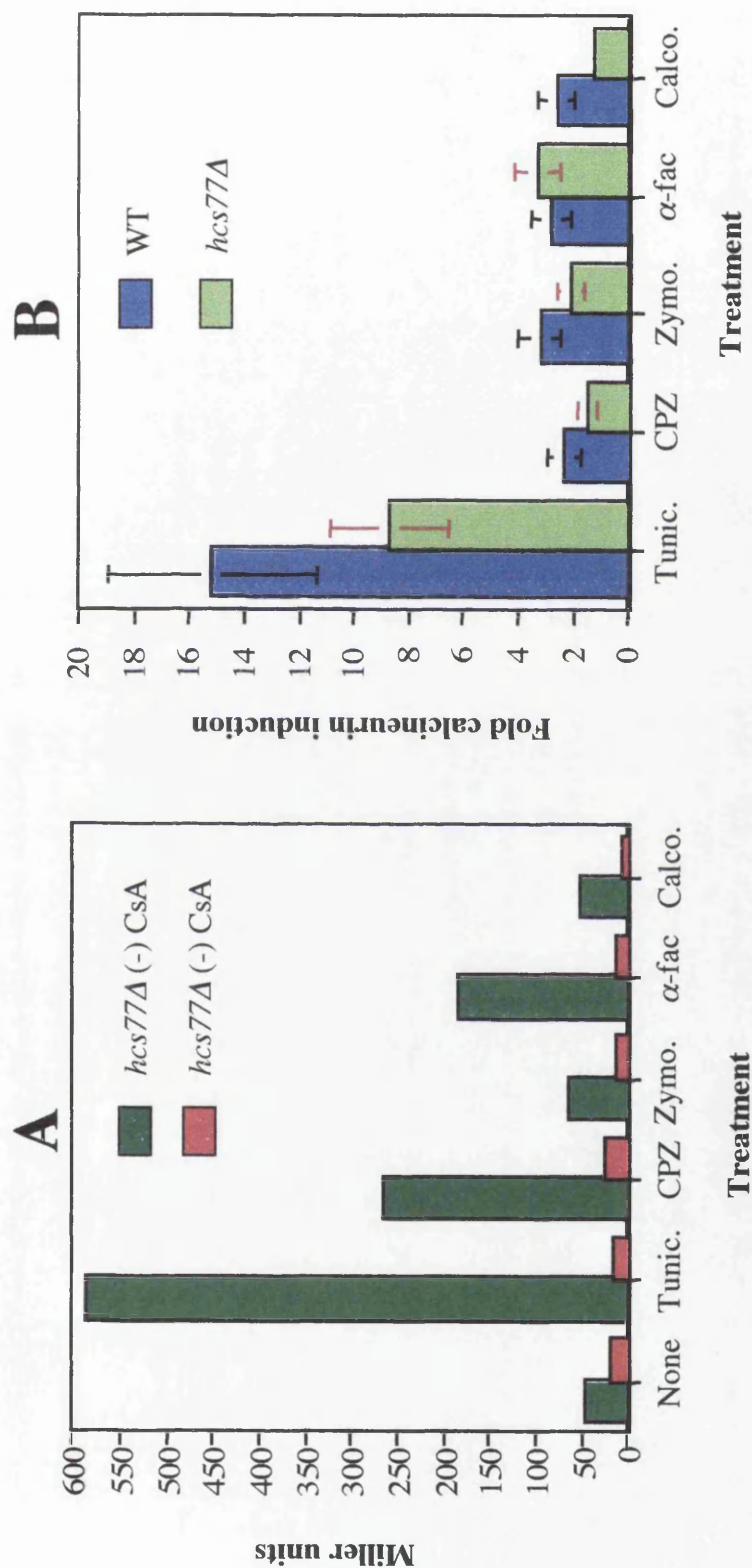 A
Miller units
600
550
500
450
400
350
300
250
200
150
100
50
0
hcs77Δ (-) CsA
hcs77Δ (-) CsA
None Tunic. CPZ Zymo. α-fac Calco.
Treatment
B
Fold calcineurin induction
20
18
16
14
12
10
8
6
4
2
0
WT
hcs77Δ
Tunic. CPZ Zymo. α-fac Calco.
Treatment